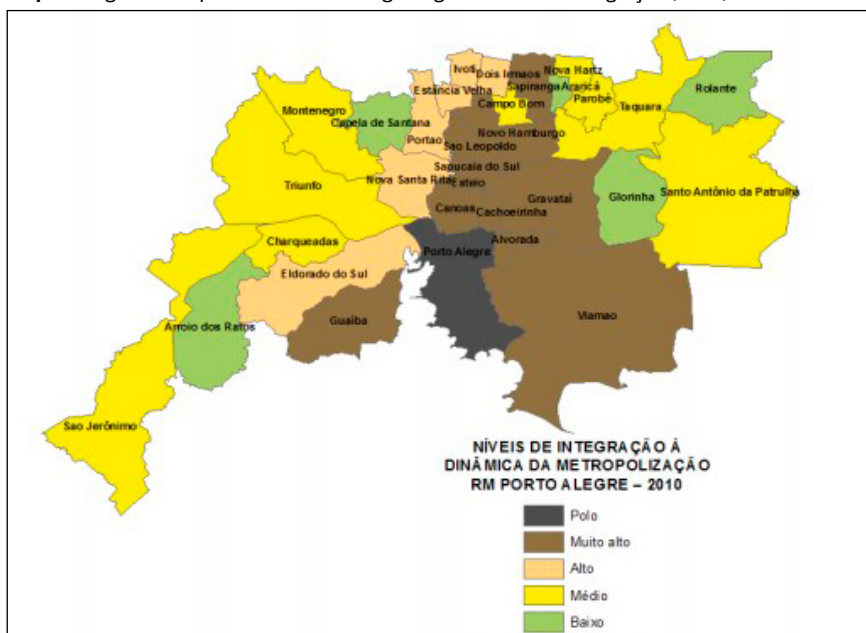 Ivoti
Dois Irmaos
Nova Hartz
Estância Velha
Sapiranga
Araricá
Parobé
Rolante
Montenegro
Campo Bom
Taquara
Capela de Santana
Portao
Novo Hamburgo
Sao Leopoldo
Sapucaia do Sul
Nova Santa Rita
Esteio
Triunfo
Gravatai
Glorinha
Santo Antônio da Patrulha
Canoas
Cachoeirinha
Charqueadas
Porto Alegre
Alvorada
Eldorado do Sul
Guaiba
Viamao
Arroio dos Ratos
Sao Jerônimo
NÍVEIS DE INTEGRAÇÃO À
DINÂMICA DA METROPOLIZAÇÃO
RM PORTO ALEGRE – 2010
Polo
Muito alto
Alto
Médio
Baixo